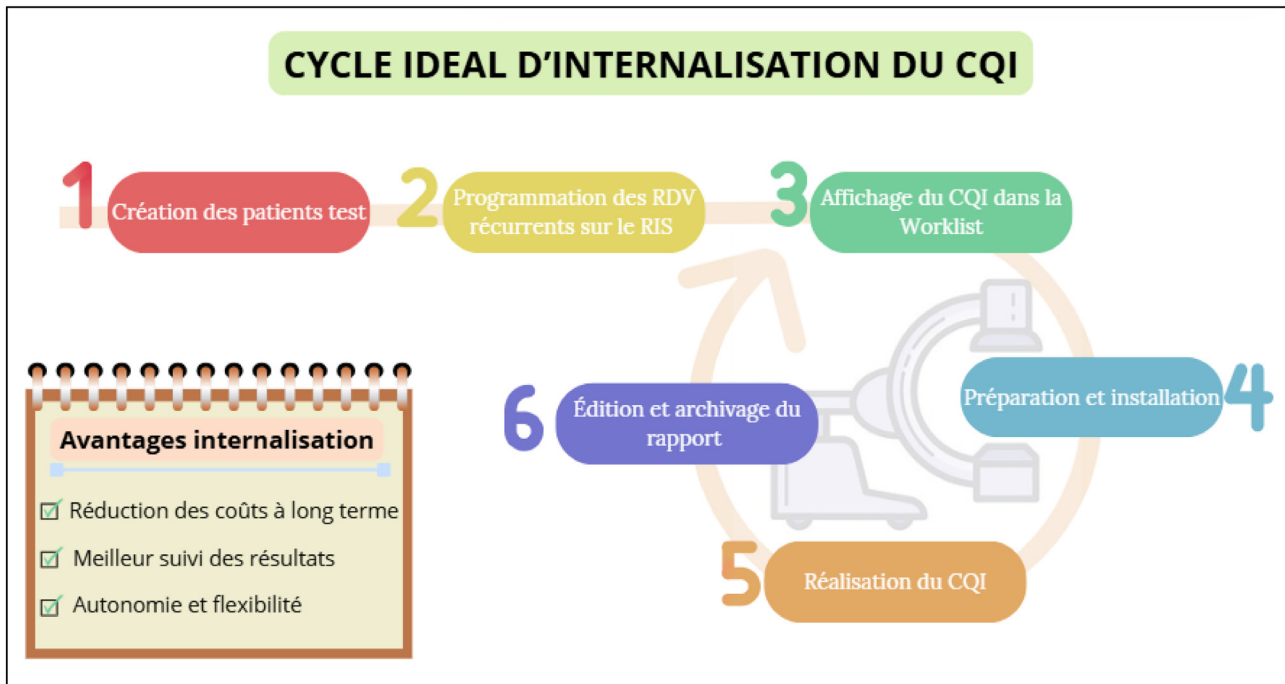 CYCLE IDEAL D'INTERNALISATION DU CQI
1
Création des patients test
2
Programmation des RDV
récurrents sur le RIS
3
Affichage du CQI dans la
Worklist
Préparation et installation
4
5
Réalisation du CQI
6
Édition et archivage du
rapport
Avantages internalisation
Réduction des coûts à long terme
Meilleur suivi des résultats
Autonomie et flexibilité